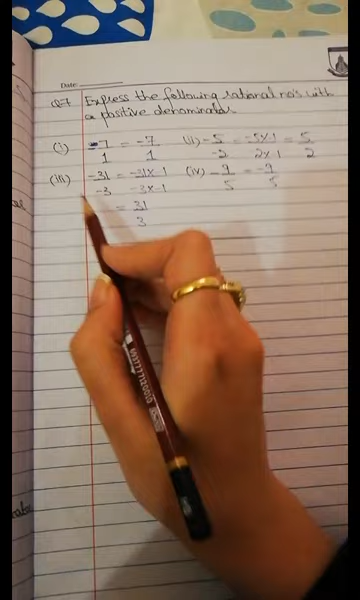 Date:
Q-7 Express the following rational no's with
a positive denominator.
(i) -7/1 = -7/1 (ii) -5/-2 = -5×1/2×1 = 5/2
(iii) -31/-3 = -31×-1/-3×-1 (iv) -9/5 = -9/5
= 31/3